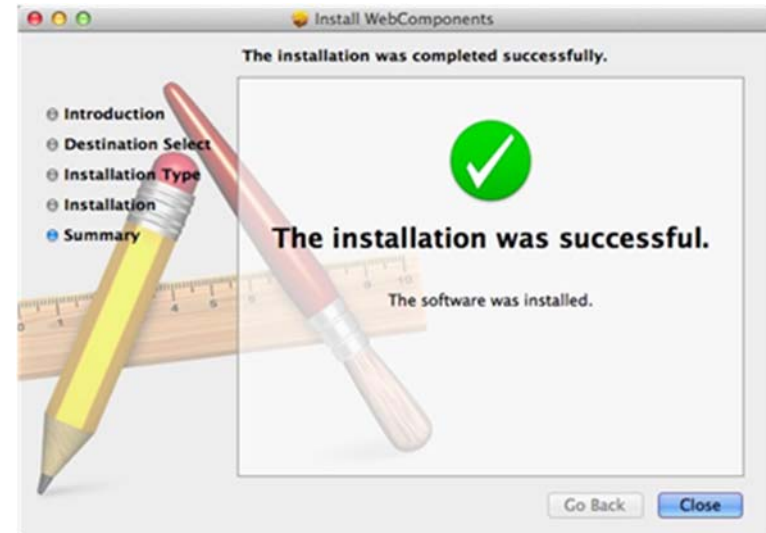 Install WebComponents
The installation was completed successfully.
Introduction
Destination Select
Installation Type
Installation
Summary
The installation was successful.
The software was installed.
Go Back
Close